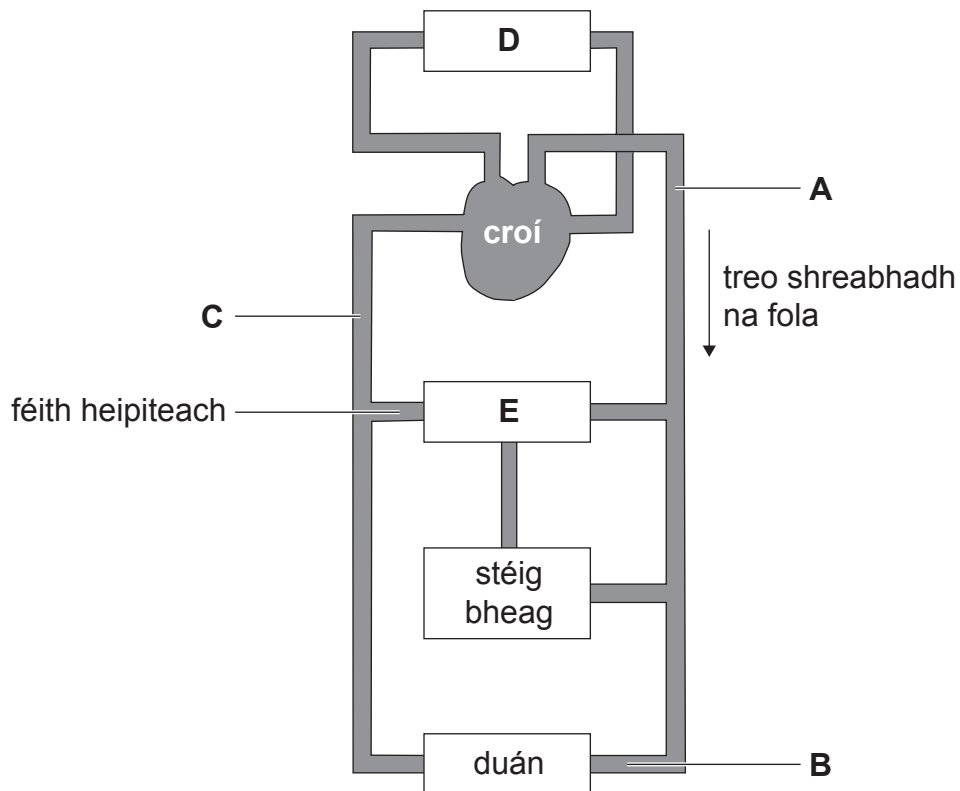 D
A
croí
treo shreabhadh
na fola
C
féith heipiteach
E
stéig
bheag
duán
B